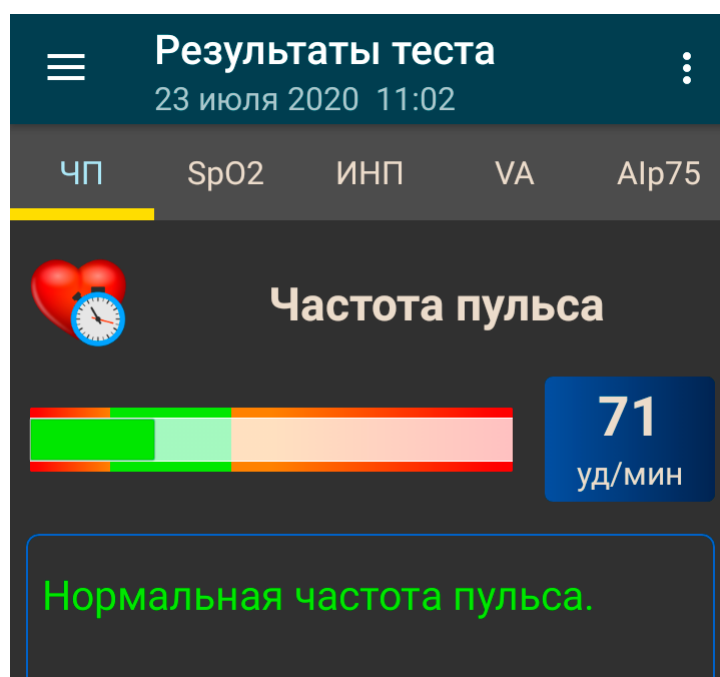 Результаты теста
23 июля 2020 11:02
ЧП SpO2 ИНП VA AIp75
Частота пульса
71
уд/мин
Нормальная частота пульса.